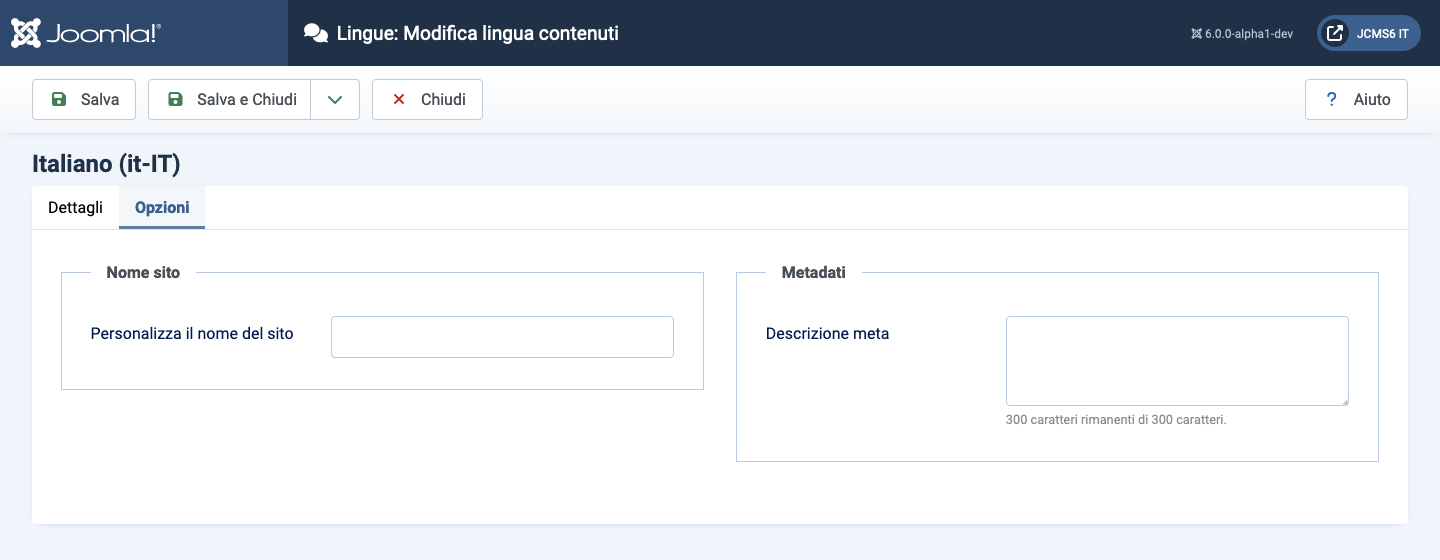 Joomla!®
Lingue: Modifica lingua contenuti
6.0.0-alpha1-dev
JCMS6 IT
Salva
Salva e Chiudi
Chiudi
? Aiuto
Italiano (it-IT)
Dettagli
Opzioni
Nome sito
Personalizza il nome del sito
Metadati
Descrizione meta
300 caratteri rimanenti di 300 caratteri.